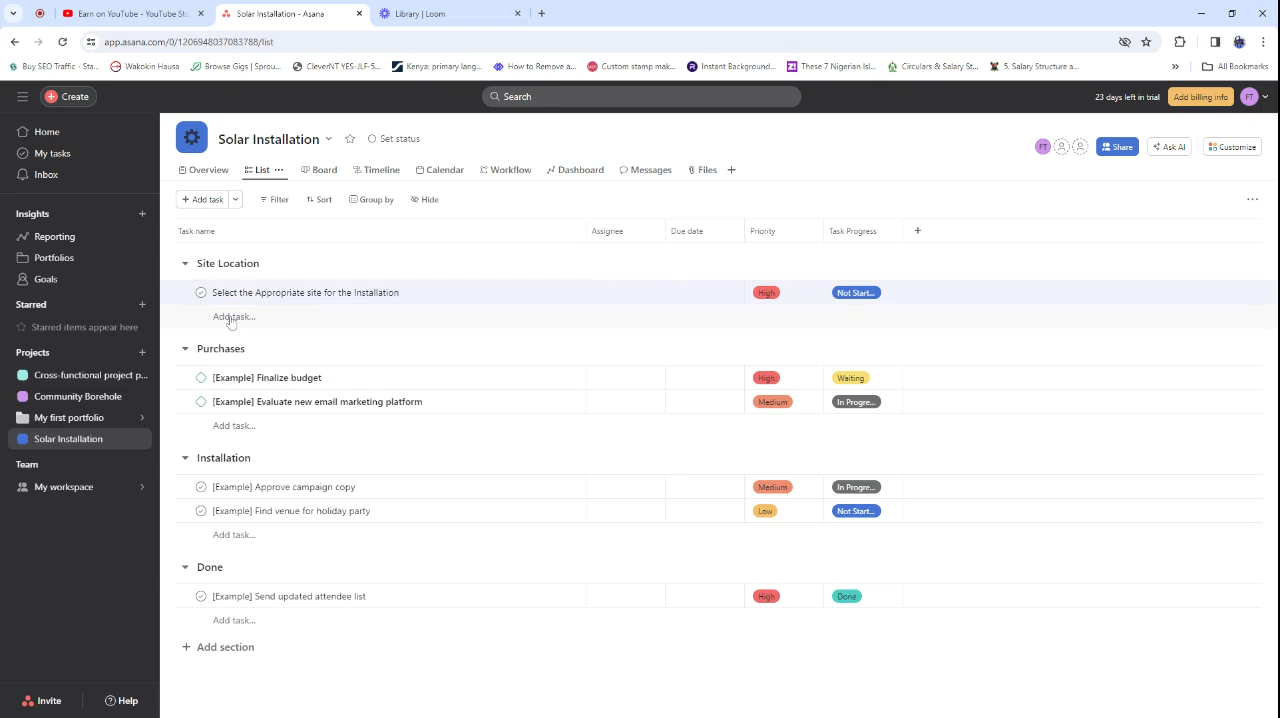 Earn on YouTube - YouTube Stu
Solar Installation - Asana
Library | Loom
app.asana.com/0/1206948037083788/list
Buy SEO Traffic - Sta...
Wakokin Hausa
Browse Gigs | Sprou...
CleverNT YES-JLF-5...
Kenya: primary lang...
How to Remove a...
Custom stamp mak...
Instant Background...
These 7 Nigerian Isl...
Circulars & Salary St...
5. Salary Structure a...
All Bookmarks
Create
Search
23 days left in trial
Add billing info
FT
Home
My tasks
Inbox
Insights
Reporting
Portfolios
Goals
Starred
Starred items appear here
Projects
Cross-functional project p...
Community Borehole
My first portfolio
Solar Installation
Team
My workspace
Invite
Help
Solar Installation
Set status
FT
Share
Ask AI
Customize
Overview
List
Board
Timeline
Calendar
Workflow
Dashboard
Messages
Files
+ Add task
Filter
Sort
Group by
Hide
Task name
Assignee
Due date
Priority
Task Progress
Site Location
Select the Appropriate site for the Installation
High
Not Start...
Add task...
Purchases
[Example] Finalize budget
High
Waiting
[Example] Evaluate new email marketing platform
Medium
In Progre...
Add task...
Installation
[Example] Approve campaign copy
Medium
In Progre...
[Example] Find venue for holiday party
Low
Not Start...
Add task...
Done
[Example] Send updated attendee list
High
Done
Add task...
+ Add section